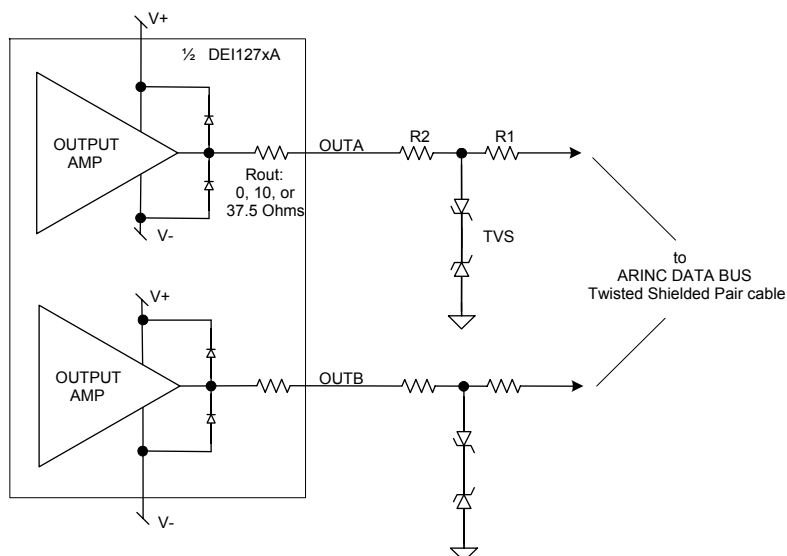 V+
½ DEI127xA
OUTPUT
AMP
OUTA
R2
R1
Rout:
0, 10, or
37.5 Ohms
V-
TVS
to
ARINC DATA BUS
Twisted Shielded Pair cable
V+
OUTPUT
AMP
OUTB
V-